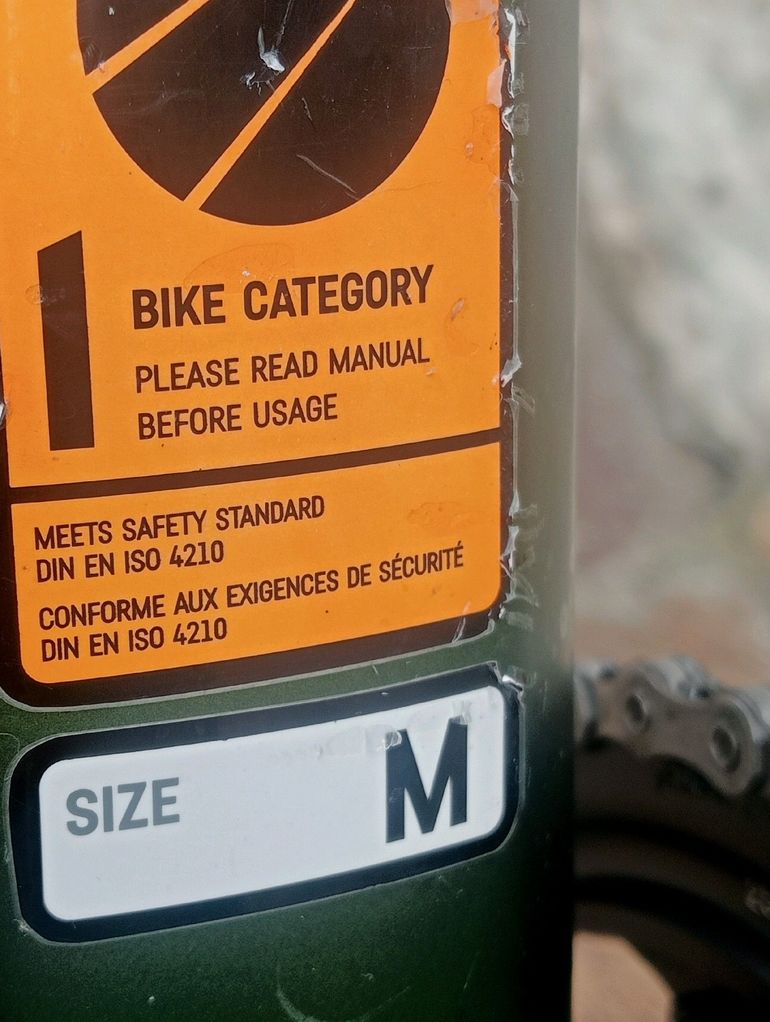 1
BIKE CATEGORY
PLEASE READ MANUAL
BEFORE USAGE
MEETS SAFETY STANDARD
DIN EN ISO 4210
CONFORME AUX EXIGENCES DE SÉCURITÉ
DIN EN ISO 4210
SIZE M